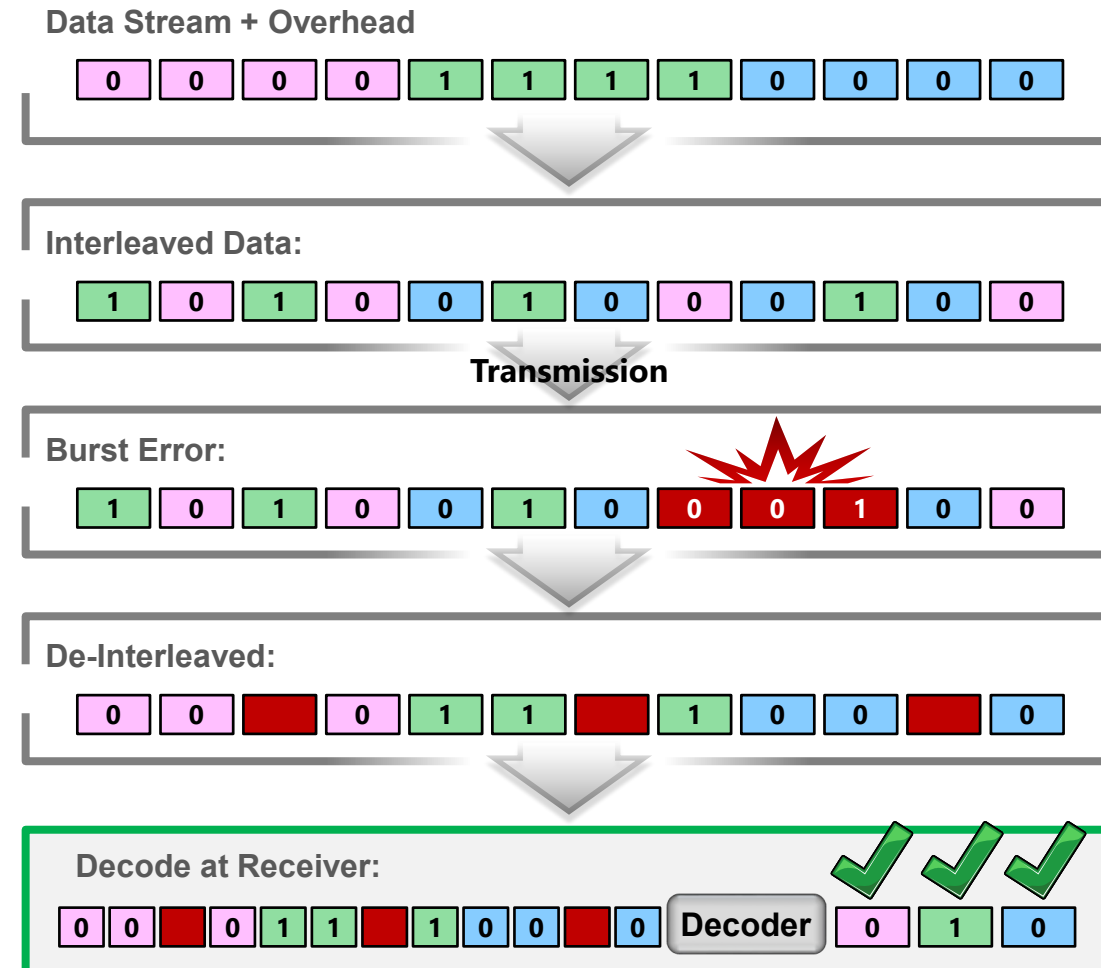 Data Stream + Overhead
0 0 0 0 1 1 1 1 0 0 0 0
Interleaved Data:
1 0 1 0 0 1 0 0 0 1 0 0
Transmission
Burst Error:
1 0 1 0 0 1 0 0 0 1 0 0
De-Interleaved:
0 0 0 1 1 1 0 0 0
Decode at Receiver:
0 0 0 1 1 1 0 0 0 Decoder 0 1 0